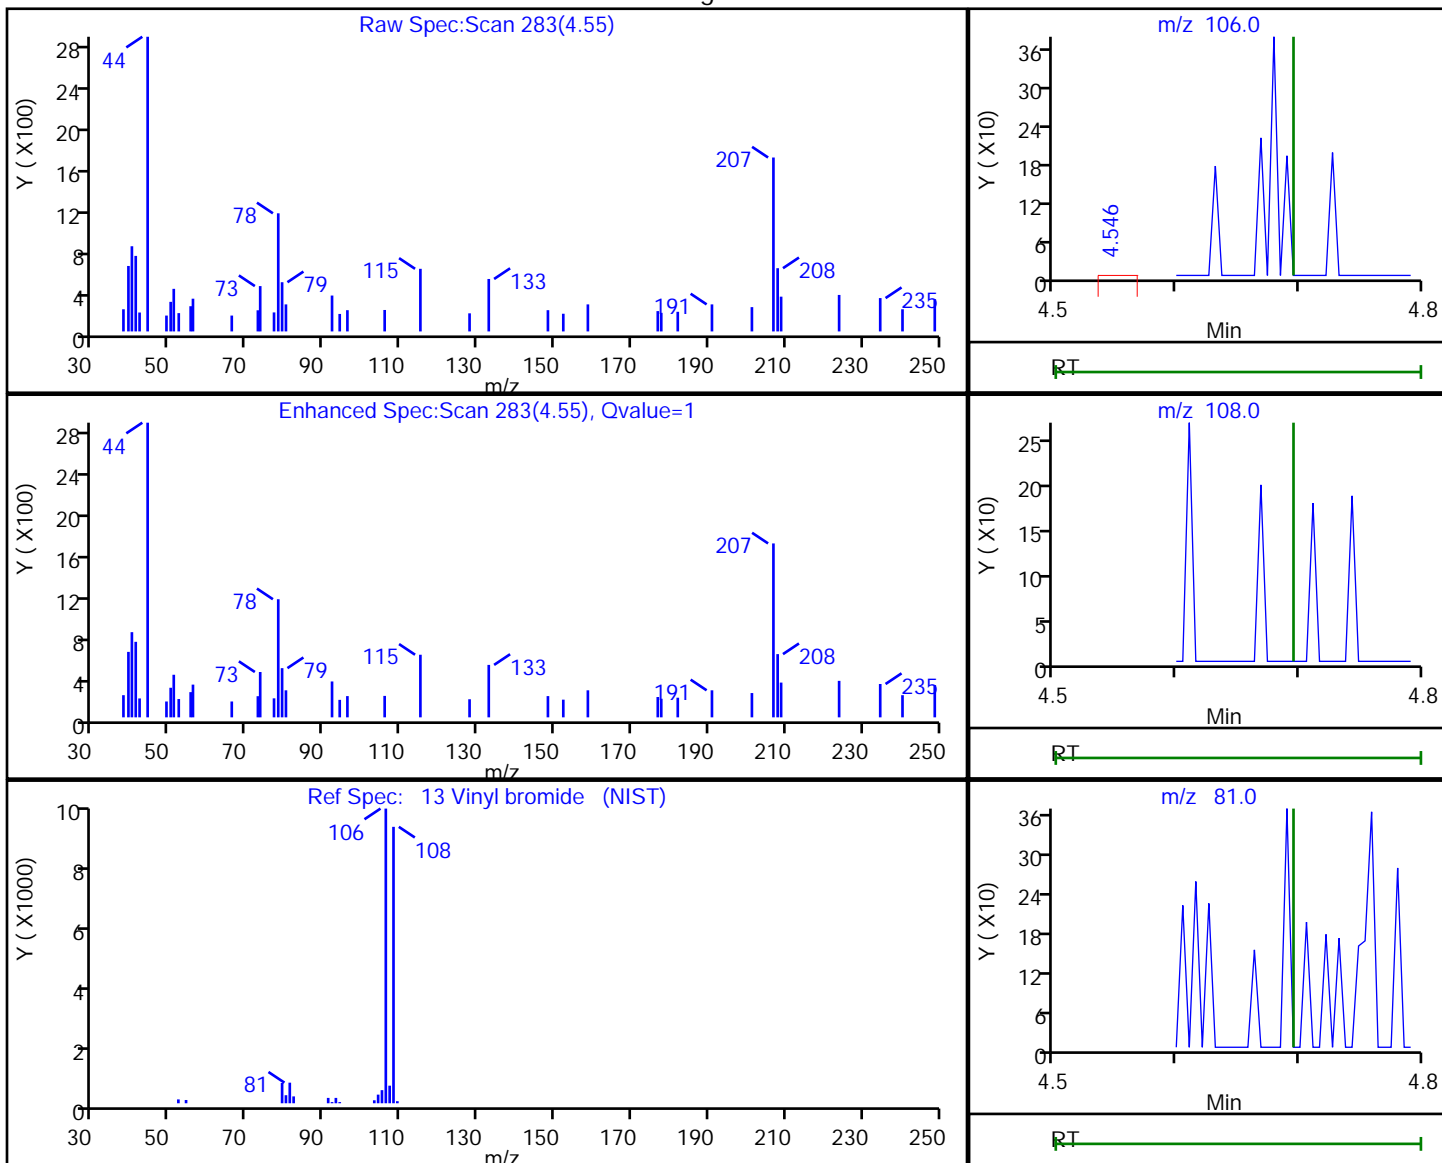 Raw Spec:Scan 283(4.55)
Y ( X100)
28
24
20
16
12
8
4
0
44
78
73
79
115
133
207
208
191
235
30 50 70 90 110 130 150 170 190 210 230 250
m/z
m/z 106.0
Y ( X10)
36
30
24
18
12
6
0
4.546
4.5 4.8
Min
RT
Enhanced Spec:Scan 283(4.55), Qvalue=1
Y ( X100)
28
24
20
16
12
8
4
0
44
78
73
79
115
133
207
208
191
235
30 50 70 90 110 130 150 170 190 210 230 250
m/z
m/z 108.0
Y ( X10)
25
20
15
10
5
0
4.5 4.8
Min
RT
Ref Spec: 13 Vinyl bromide (NIST)
Y ( X1000)
10
8
6
4
2
0
106
108
81
30 50 70 90 110 130 150 170 190 210 230 250
m/z
m/z 81.0
Y ( X10)
36
30
24
18
12
6
0
4.5 4.8
Min
RT